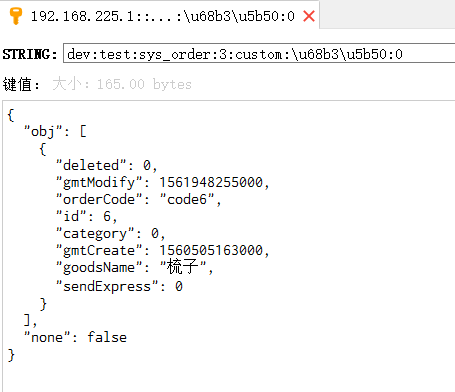 192.168.225.1::...:\u68b3\u5b50:0
STRING: dev:test:sys_order:3:custom:\u68b3\u5b50:0
键值: 大小: 165.00 bytes
{
  "obj": [
    {
      "deleted": 0,
      "gmtModify": 1561948255000,
      "orderCode": "code6",
      "id": 6,
      "category": 0,
      "gmtCreate": 1560505163000,
      "goodsName": "梳子",
      "sendExpress": 0
    }
  ],
  "none": false
}